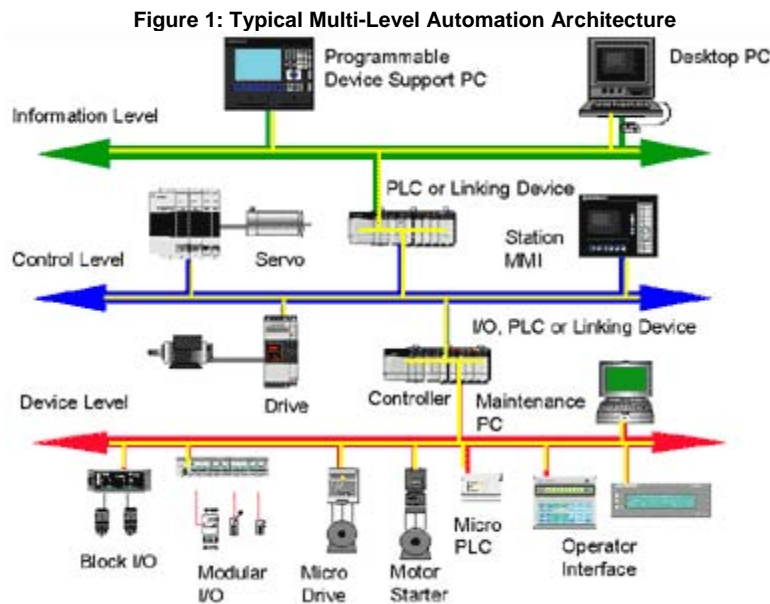 Figure 1: Typical Multi-Level Automation Architecture
Programmable
Device Support PC
Desktop PC
Information Level
PLC or Linking Device
Servo
Station
MMI
Control Level
I/O, PLC or Linking Device
Drive
Controller
Maintenance
PC
Device Level
Block I/O
Modular
I/O
Micro
Drive
Motor
Starter
Micro
PLC
Operator
Interface